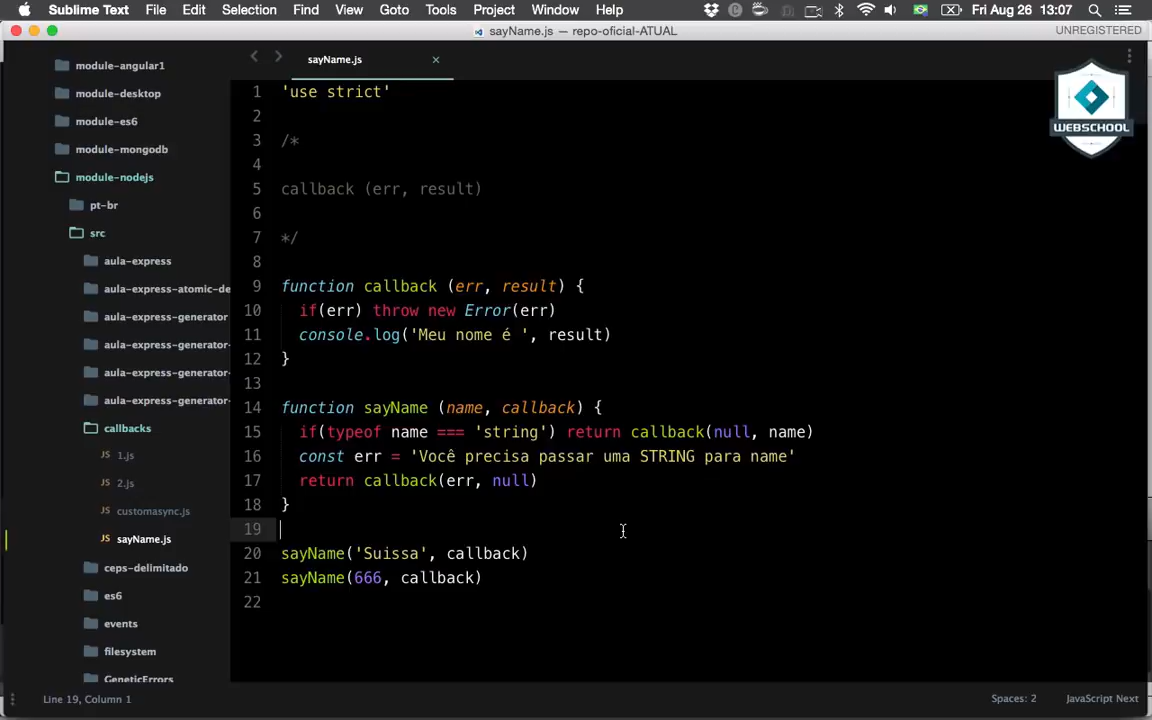 Sublime Text File Edit Selection Find View Goto Tools Project Window Help Fri Aug 26 13:07
sayName.js — repo-oficial-ATUAL UNREGISTERED
module-angular1
module-desktop
module-es6
module-mongodb
module-nodejs
pt-br
src
aula-express
aula-express-atomic-de
aula-express-generator
aula-express-generator-
aula-express-generator-
aula-express-generator-
callbacks
JS 1.js
JS 2.js
JS customasync.js
JS sayName.js
ceps-delimitado
es6
events
filesystem
GeneticErrors
sayName.js ×
1 'use strict'
2
3 /*
4
5 callback (err, result)
6
7 */
8
9 function callback (err, result) {
10 if(err) throw new Error(err)
11 console.log('Meu nome é ', result)
12 }
13
14 function sayName (name, callback) {
15 if(typeof name === 'string') return callback(null, name)
16 const err = 'Você precisa passar uma STRING para name'
17 return callback(err, null)
18 }
19
20 sayName('Suissa', callback)
21 sayName(666, callback)
22
WEBSCHOOL
Line 19, Column 1 Spaces: 2 JavaScript Next